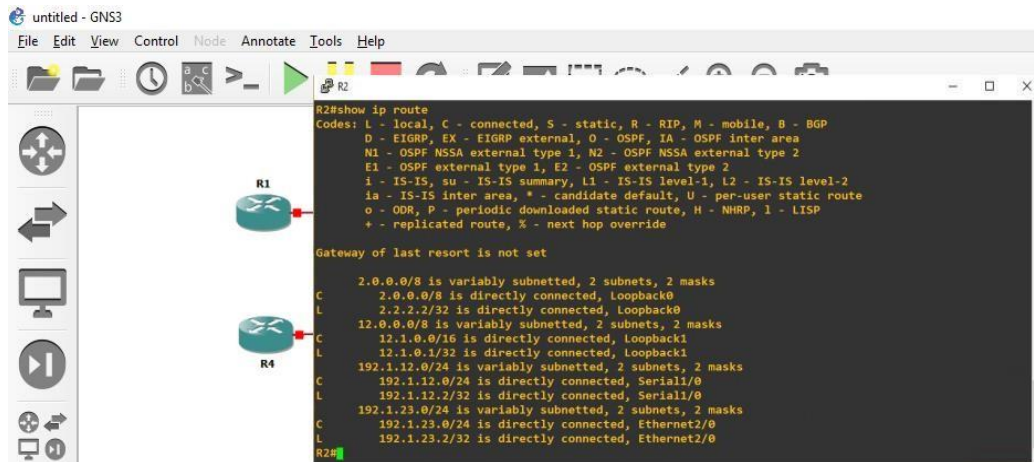 untitled - GNS3
File Edit View Control Node Annotate Tools Help
R2
R2#show ip route
Codes: L - local, C - connected, S - static, R - RIP, M - mobile, B - BGP
D - EIGRP, EX - EIGRP external, O - OSPF, IA - OSPF inter area
N1 - OSPF NSSA external type 1, N2 - OSPF NSSA external type 2
E1 - OSPF external type 1, E2 - OSPF external type 2
i - IS-IS, su - IS-IS summary, L1 - IS-IS level-1, L2 - IS-IS level-2
ia - IS-IS inter area, * - candidate default, U - per-user static route
o - ODR, P - periodic downloaded static route, H - NHRP, l - LISP
+ - replicated route, % - next hop override
Gateway of last resort is not set
2.0.0.0/8 is variably subnetted, 2 subnets, 2 masks
C 2.0.0.0/8 is directly connected, Loopback0
L 2.2.2.2/32 is directly connected, Loopback0
12.0.0.0/8 is variably subnetted, 2 subnets, 2 masks
C 12.1.0.0/16 is directly connected, Loopback1
L 12.1.0.1/32 is directly connected, Loopback1
192.1.12.0/24 is variably subnetted, 2 subnets, 2 masks
C 192.1.12.0/24 is directly connected, Serial1/0
L 192.1.12.2/32 is directly connected, Serial1/0
192.1.23.0/24 is variably subnetted, 2 subnets, 2 masks
C 192.1.23.0/24 is directly connected, Ethernet2/0
L 192.1.23.2/32 is directly connected, Ethernet2/0
R2#
R1
R4